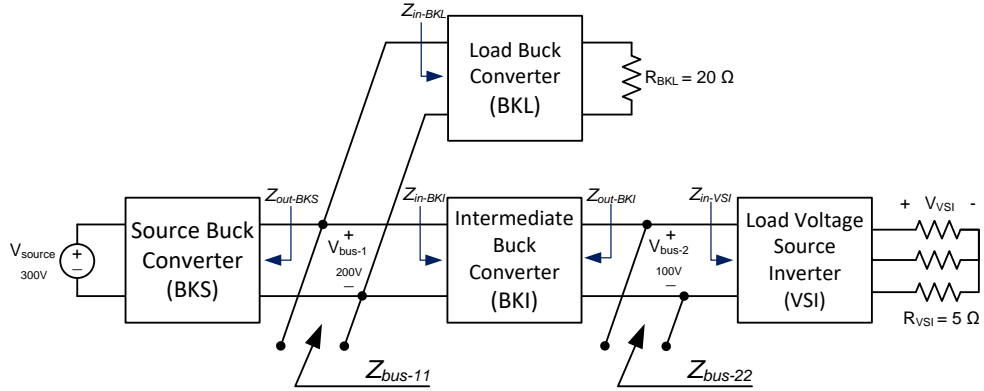 Z_in-BKL
Load Buck
Converter
(BKL)
R_BKL = 20 Ω
V_source
300V
+
−
Source Buck
Converter
(BKS)
Z_out-BKS
+
V_bus-1
200V
−
Z_in-BKI
Intermediate
Buck
Converter
(BKI)
Z_out-BKI
+
V_bus-2
100V
−
Z_in-VSI
Load Voltage
Source
Inverter
(VSI)
+ V_VSI -
R_VSI = 5 Ω
Z_bus-11
Z_bus-22